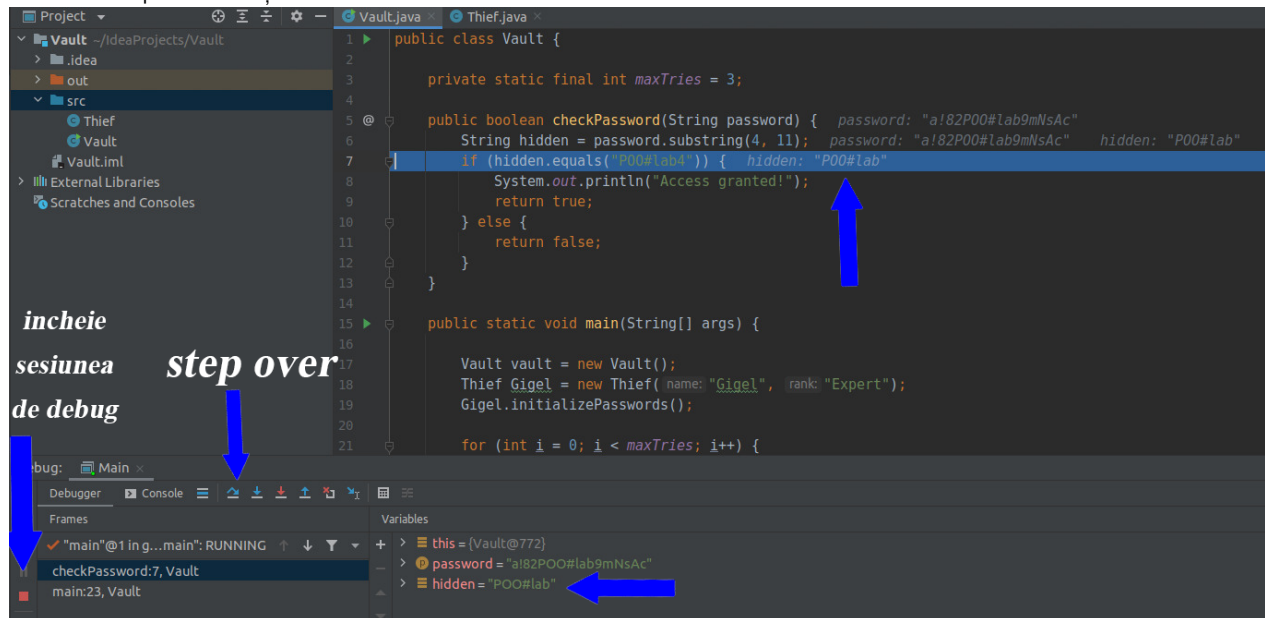 Project
Vault.java
Thief.java
Vault ~/IdeaProjects/Vault
.idea
out
src
Thief
Vault
Vault.iml
External Libraries
Scratches and Consoles
1 public class Vault {
2
3 private static final int maxTries = 3;
4
5 @ public boolean checkPassword(String password) { password: "a!82POO#lab9mNsAc"
6 String hidden = password.substring(4, 11); password: "a!82POO#lab9mNsAc" hidden: "POO#lab"
7 if (hidden.equals("POO#lab4")) { hidden: "POO#lab"
8 System.out.println("Access granted!");
9 return true;
10 } else {
11 return false;
12 }
13 }
14
15 public static void main(String[] args) {
16
17 Vault vault = new Vault();
18 Thief Gigel = new Thief( name: "Gigel", rank: "Expert");
19 Gigel.initializePasswords();
20
21 for (int i = 0; i < maxTries; i++) {
incheie
sesiunea
de debug
step over
bug: Main
Debugger Console
Frames
Variables
"main"@1 in g...main": RUNNING
checkPassword:7, Vault
main:23, Vault
this = {Vault@772}
password = "a!82POO#lab9mNsAc"
hidden = "POO#lab"